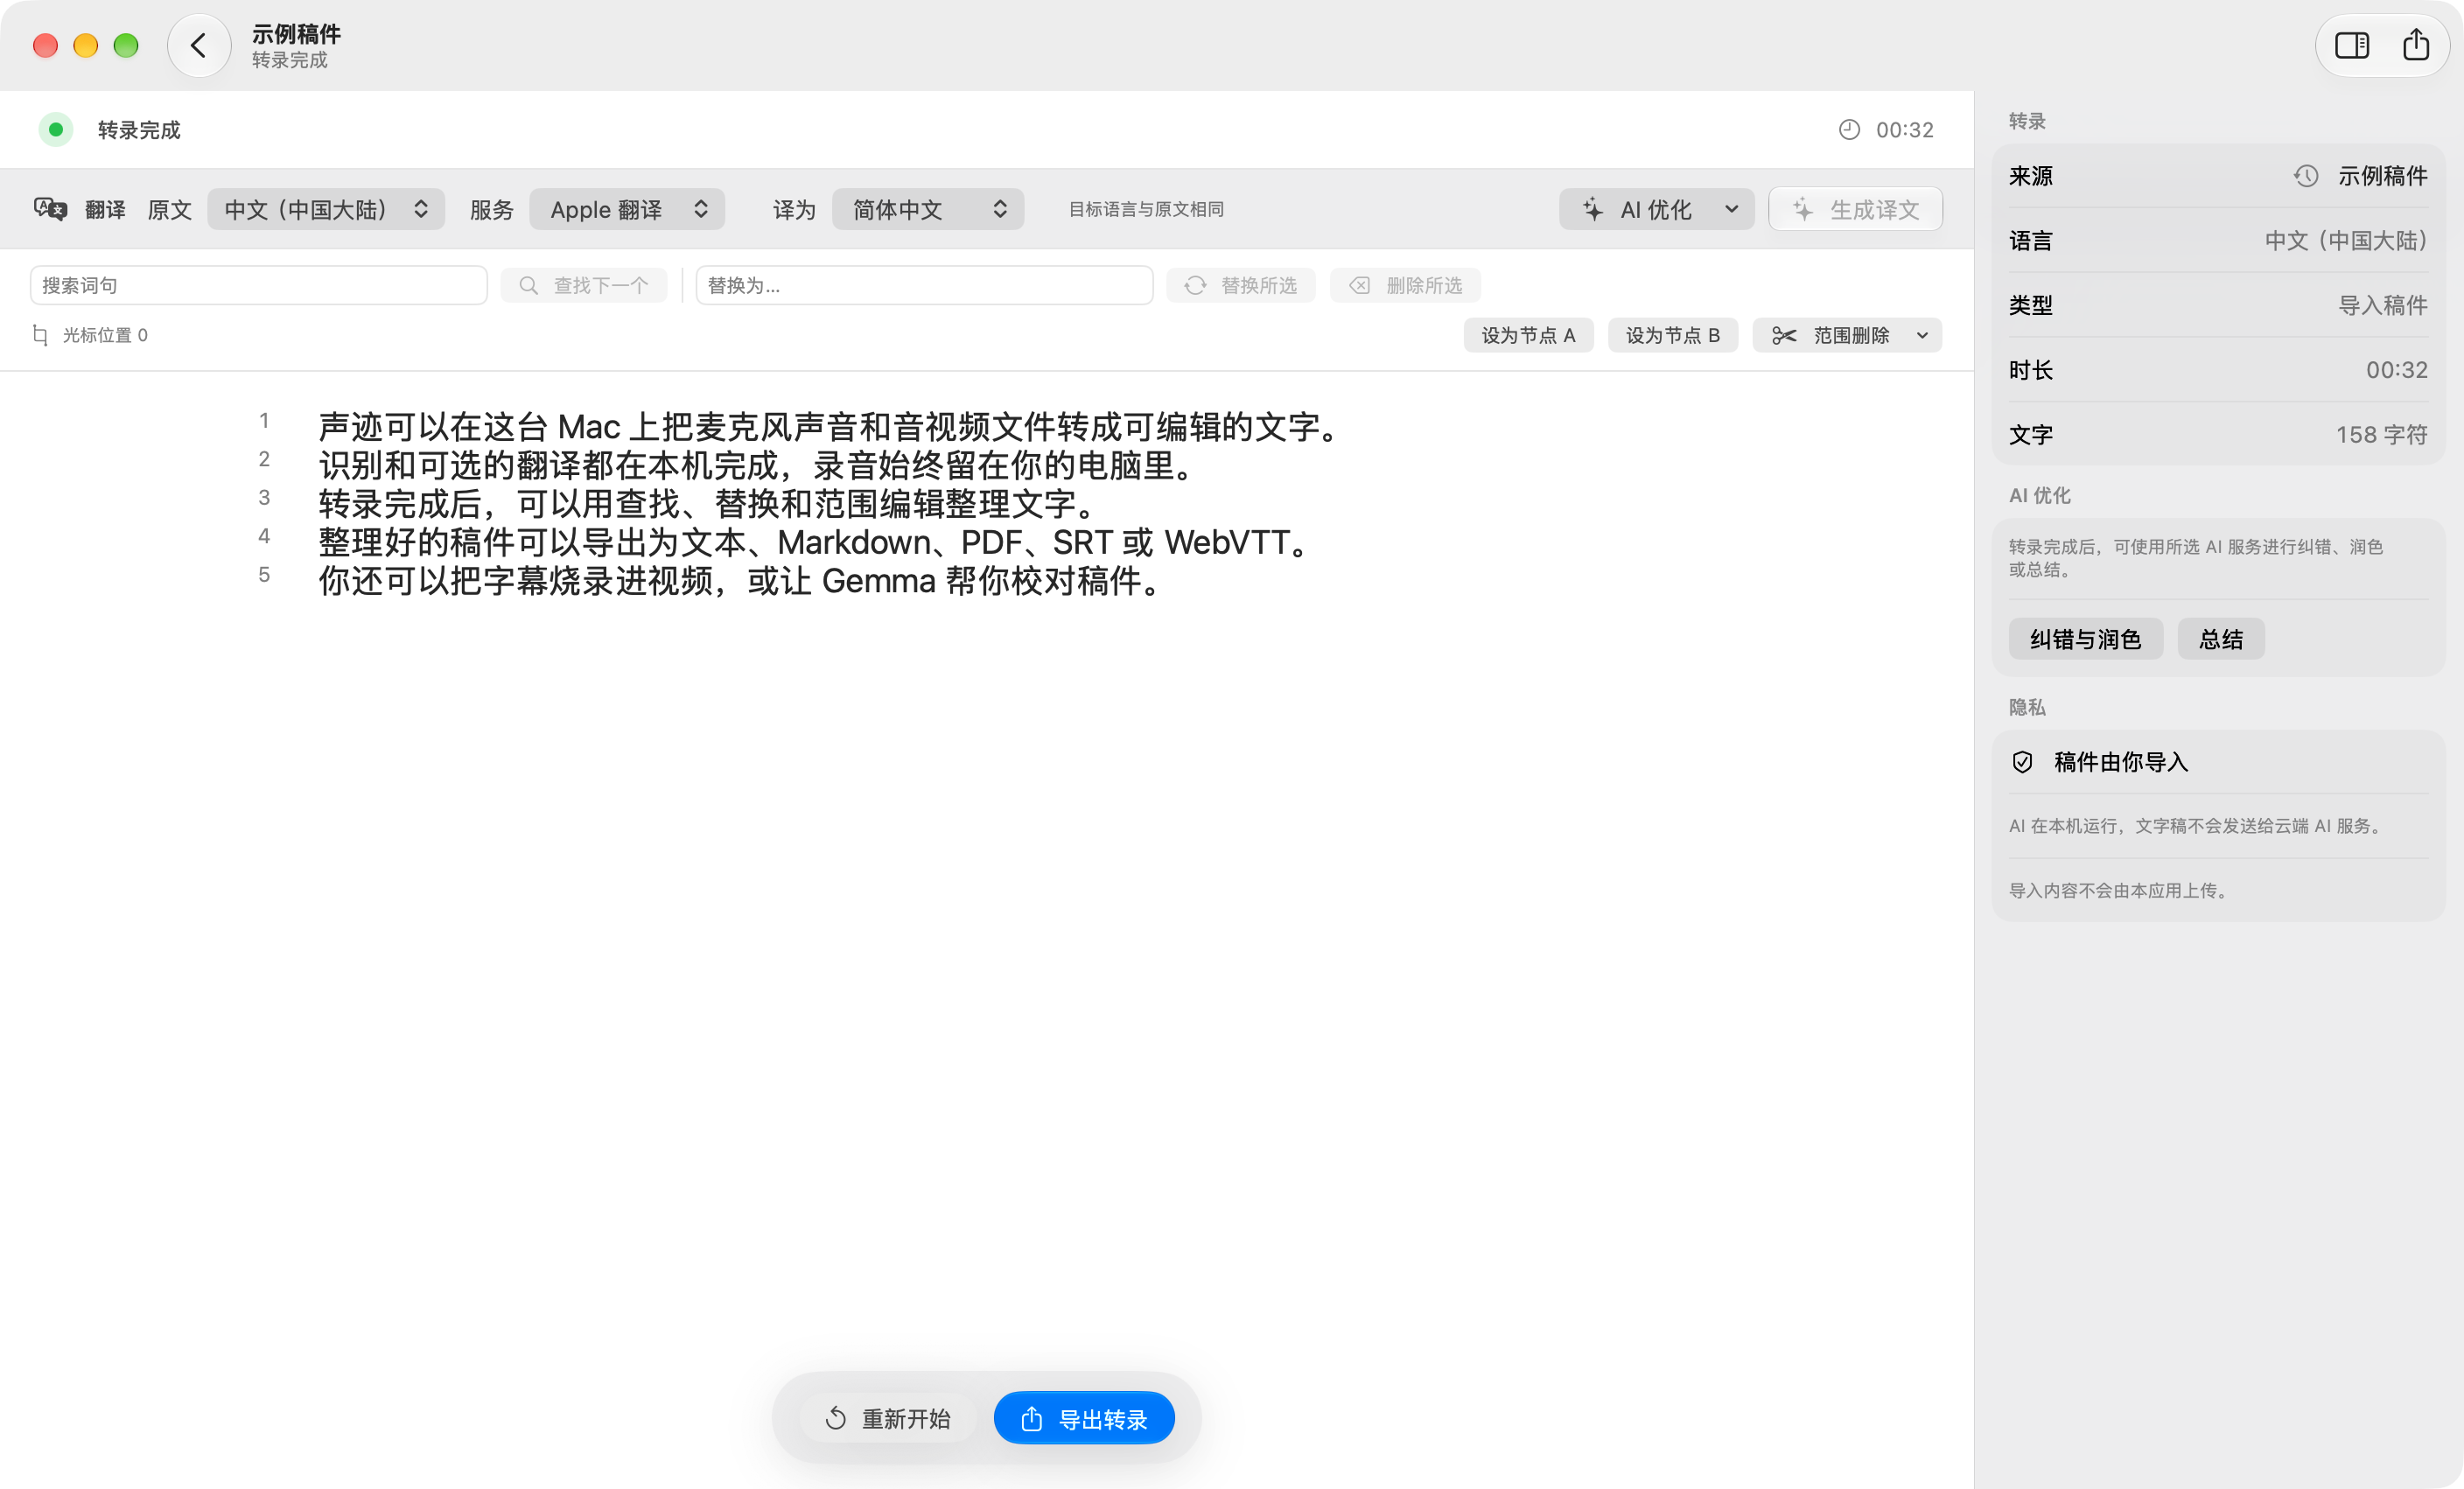 示例稿件
转录完成
转录完成
00:32
翻译 原文 中文（中国大陆） 服务 Apple 翻译 译为 简体中文 目标语言与原文相同 AI 优化 生成译文
搜索词句 查找下一个 替换为... 替换所选 删除所选
光标位置 0 设为节点 A 设为节点 B 范围删除
1 声迹可以在这台 Mac 上把麦克风声音和音视频文件转成可编辑的文字。
2 识别和可选的翻译都在本机完成，录音始终留在你的电脑里。
3 转录完成后，可以用查找、替换和范围编辑整理文字。
4 整理好的稿件可以导出为文本、Markdown、PDF、SRT 或 WebVTT。
5 你还可以把字幕烧录进视频，或让 Gemma 帮你校对稿件。
重新开始 导出转录
转录
来源 示例稿件
语言 中文（中国大陆）
类型 导入稿件
时长 00:32
文字 158 字符
AI 优化
转录完成后，可使用所选 AI 服务进行纠错、润色
或总结。
纠错与润色 总结
隐私
稿件由你导入
AI 在本机运行，文字稿不会发送给云端 AI 服务。
导入内容不会由本应用上传。